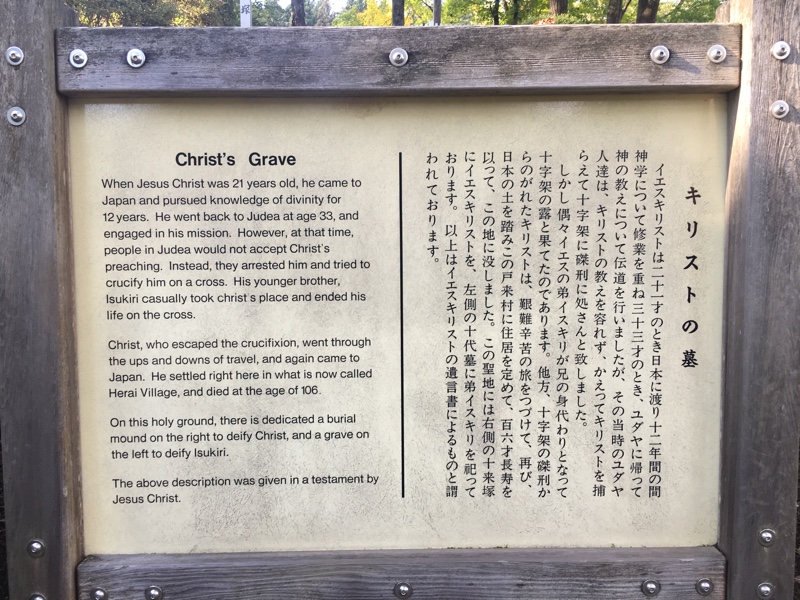 塚
Christ's Grave
When Jesus Christ was 21 years old, he came to
Japan and pursued knowledge of divinity for
12 years. He went back to Judea at age 33, and
engaged in his mission. However, at that time,
people in Judea would not accept Christ's
preaching. Instead, they arrested him and tried to
crucify him on a cross. His younger brother,
Isukiri casually took christ s place and ended his
life on the cross.
Christ, who escaped the crucifixion, went through
the ups and downs of travel, and again came to
Japan. He settled right here in what is now called
Herai Village, and died at the age of 106.
On this holy ground, there is dedicated a burial
mound on the right to deify Christ, and a grave on
the left to deify Isukiri.
The above description was given in a testament by
Jesus Christ.
キリストの墓
イエスキリストは二十一才のとき日本に渡り十二年間の間
神学について修業を重ね三十三才のとき、ユダヤに帰って
神の教えについて伝道を行いましたが、その当時のユダヤ
人達は、キリストの教えを容れず、かえってキリストを捕
らえて十字架に磔刑に処さんと致しました。
しかし偶々イエスの弟イスキリが兄の身代わりとなって
十字架の露と果てたのであります。他方、十字架の磔刑か
らのがれたキリストは、艱難辛苦の旅をつづけて、再び、
日本の土を踏みこの戸来村に住居を定めて、百六才長寿を
以って、この地に没しました。この聖地には右側の十来塚
にイエスキリストを、左側の十代墓に弟イスキリを祀って
おります。以上はイエスキリストの遺言書によるものと謂
われております。